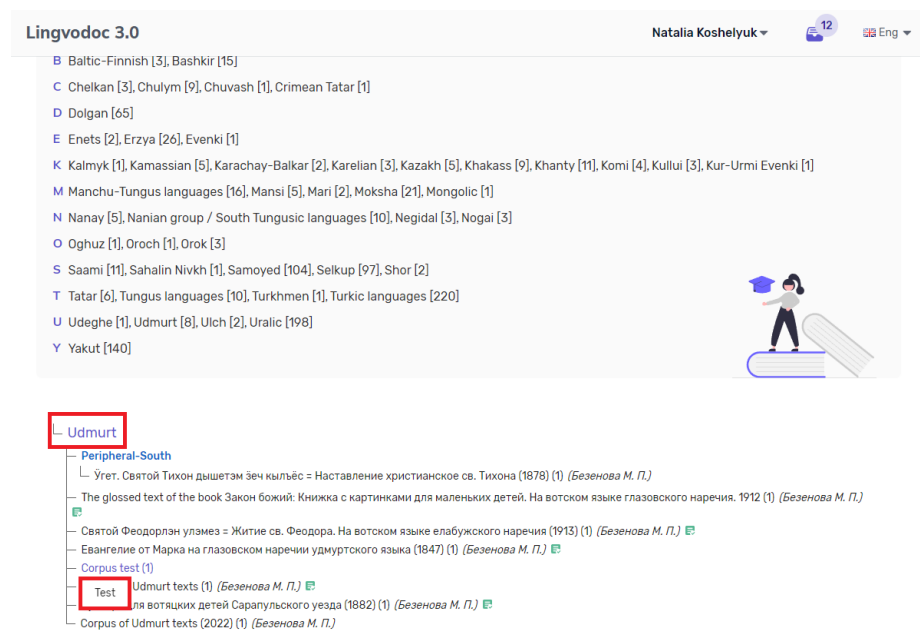 Lingvodoc 3.0
Natalia Koshelyuk
12
Eng
B Baltic-Finnish [3], Bashkir [15]
C Chelkan [3], Chulym [9], Chuvash [1], Crimean Tatar [1]
D Dolgan [65]
E Enets [2], Erzya [26], Evenki [1]
K Kalmyk [1], Kamassian [5], Karachay-Balkar [2], Karelian [3], Kazakh [5], Khakass [9], Khanty [11], Komi [4], Kullui [3], Kur-Urmi Evenki [1]
M Manchu-Tungus languages [16], Mansi [5], Mari [2], Moksha [21], Mongolic [1]
N Nanay [5], Nanian group / South Tungusic languages [10], Negidal [3], Nogai [3]
O Oghuz [1], Oroch [1], Orok [3]
S Saami [11], Sahalin Nivkh [1], Samoyed [104], Selkup [97], Shor [2]
T Tatar [6], Tungus languages [10], Turkhmen [1], Turkic languages [220]
U Udeghe [1], Udmurt [8], Ulch [2], Uralic [198]
Y Yakut [140]
Udmurt
Peripheral-South
Ӱгет. Святой Тихон дышетэм ӟеч кылъёс = Наставление христианское св. Тихона (1878) (1) (Безенова М. П.)
The glossed text of the book Закон божий: Книжка с картинками для маленьких детей. На вотском языке глазовского наречия. 1912 (1) (Безенова М. П.)
Святой Феодорлэн улэмез = Житие св. Феодора. На вотском языке елабужского наречия (1913) (1) (Безенова М. П.)
Евангелие от Марка на глазовском наречии удмуртского языка (1847) (1) (Безенова М. П.)
Corpus test (1)
Udmurt texts (1) (Безенова М. П.)
Test
ля вотяцких детей Сарапульского уезда (1882) (1) (Безенова М. П.)
Corpus of Udmurt texts (2022) (1) (Безенова М. П.)